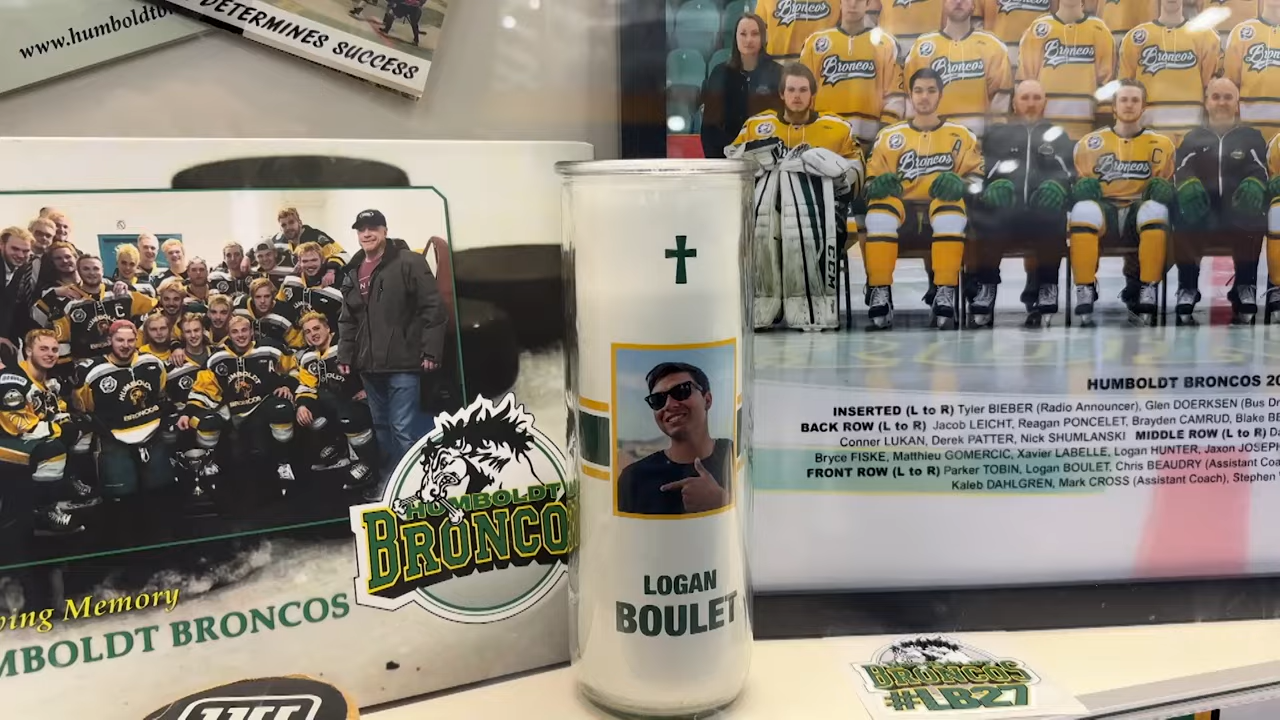 www.humboldtb
DETERMINES SUCCESS
Broncos
Broncos
Broncos
Broncos
Broncos
Broncos
Broncos
Broncos
A
C
CCM
HUMBOLDT BRONCOS 20
INSERTED (L to R) Tyler BIEBER (Radio Announcer), Glen DOERKSEN (Bus Dr
BACK ROW (L to R) Jacob LEICHT, Reagan PONCELET, Brayden CAMRUD, Blake BE
Conner LUKAN, Derek PATTER, Nick SHUMLANSKI MIDDLE ROW (L to R) Da
Bryce FISKE, Matthieu GOMERCIC, Xavier LABELLE, Logan HUNTER, Jaxon JOSEPH
FRONT ROW (L to R) Parker TOBIN, Logan BOULET, Chris BEAUDRY (Assistant Coa
Kaleb DAHLGREN, Mark CROSS (Assistant Coach), Stephen
HUMBOLDT
BRONCO
ving Memory
MBOLDT BRONCOS
LOGAN
BOULET
BRONCOS
#LB27